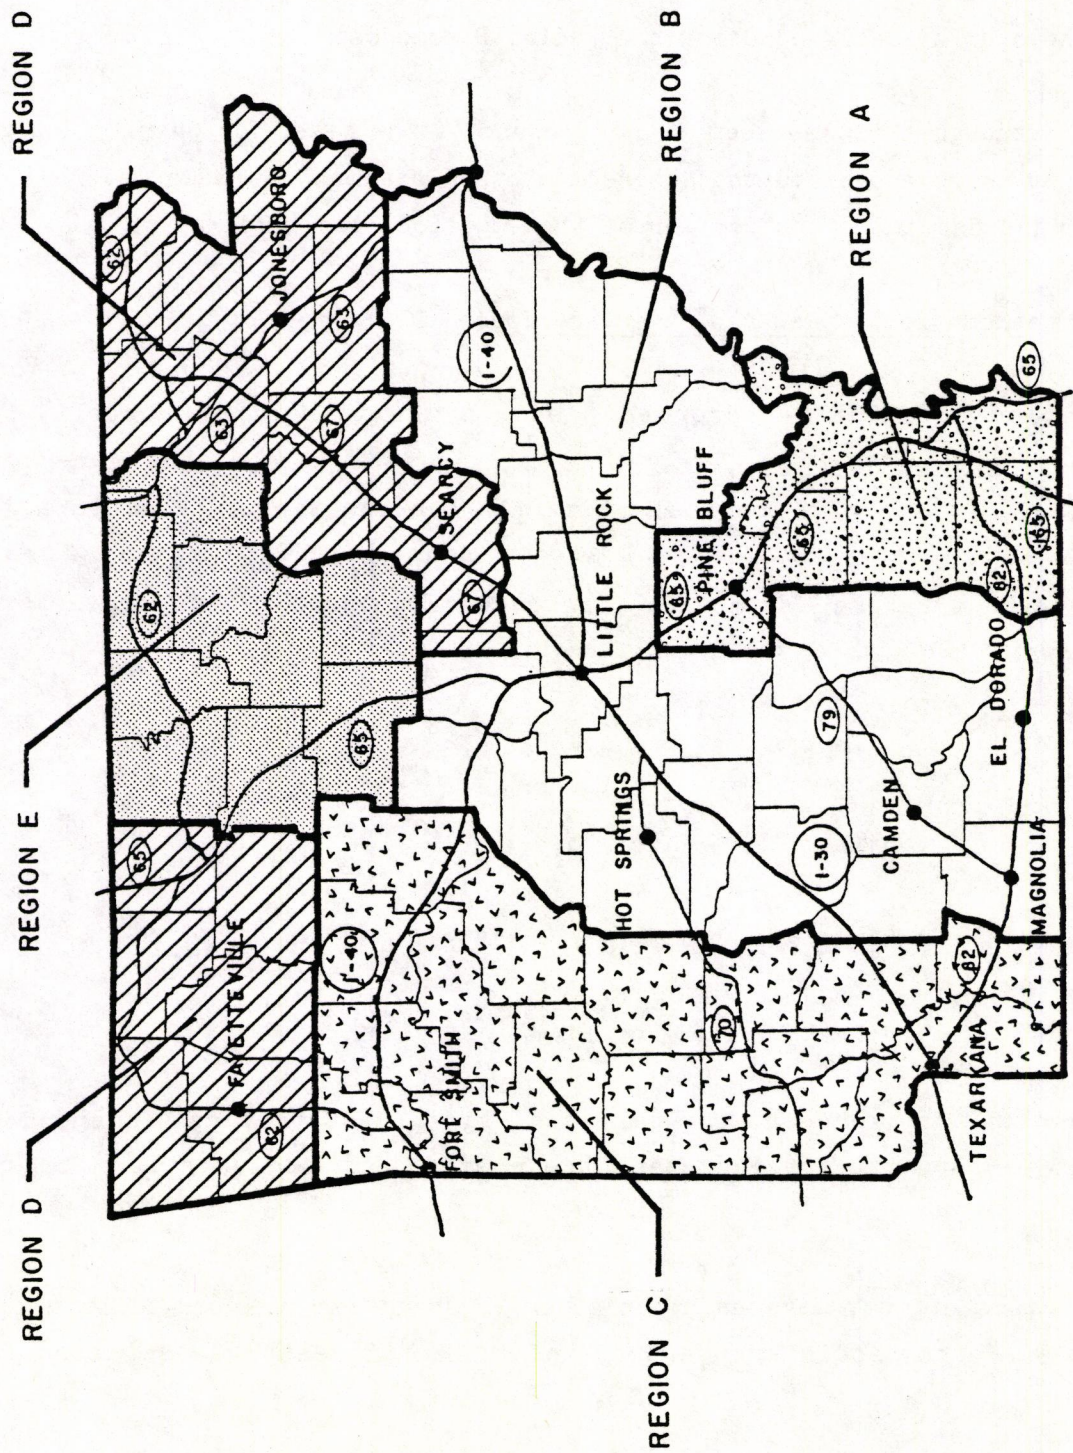 REGION D
REGION E
REGION D
62
65
62
63
FAYETTEVILLE
62
JONESBORO
67
63
I-40
65
SEARCY
FORT SMITH
67
I-40
LITTLE ROCK
HOT SPRINGS
REGION C
REGION B
65
PINE BLUFF
70
65
I-30
79
REGION A
CAMDEN
82
TEXARKANA
EL DORADO
82
65
MAGNOLIA
165